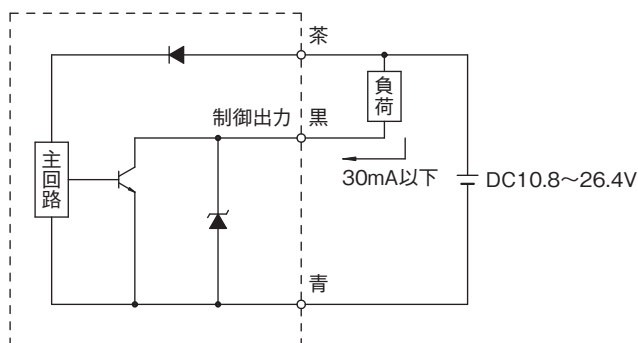 茶
負荷
制御出力 黒
主回路
30mA以下
DC10.8～26.4V
青